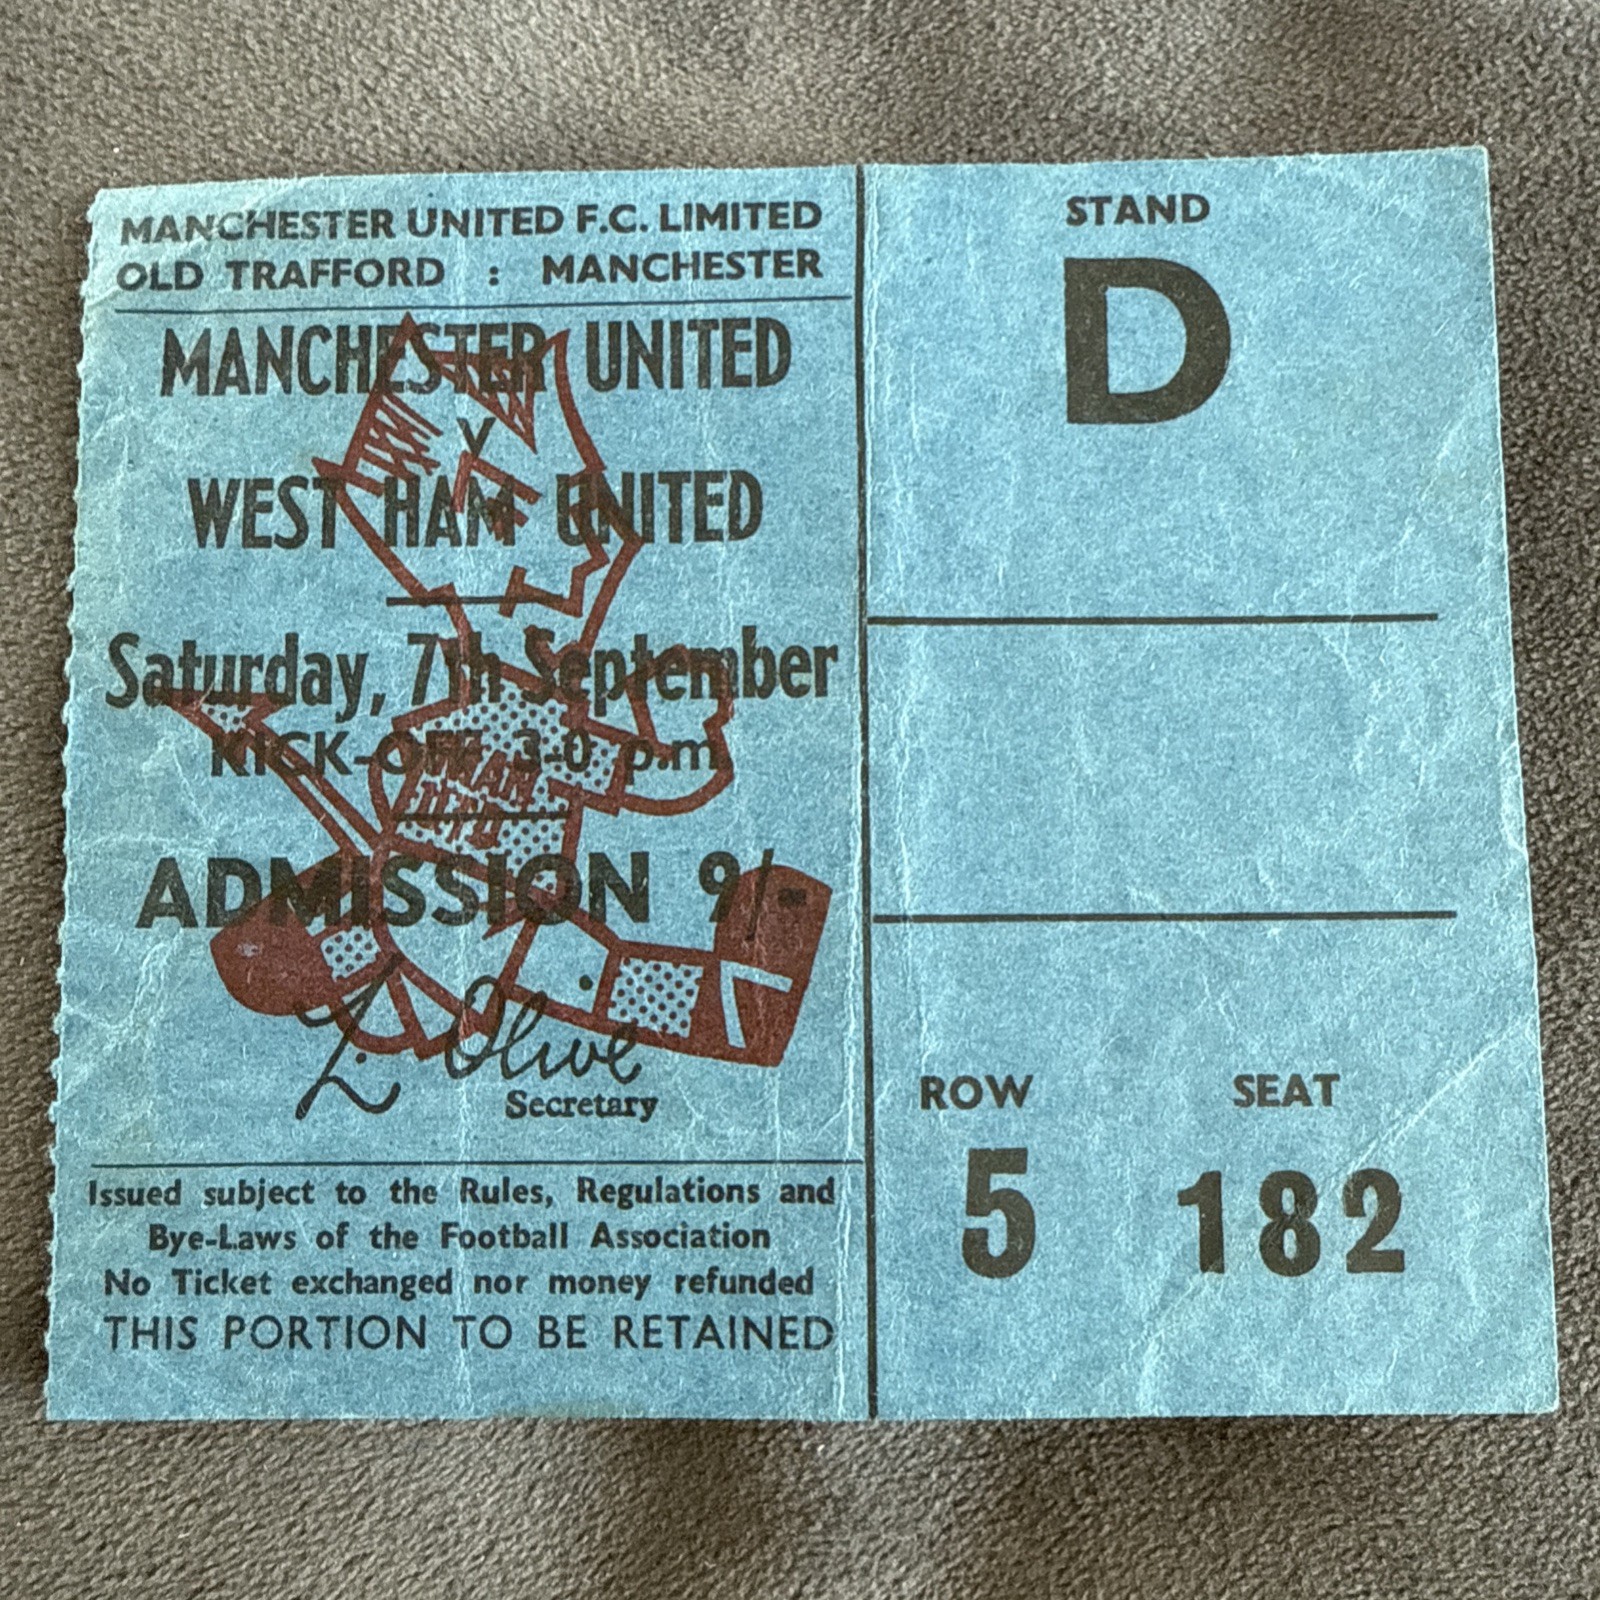 MANCHESTER UNITED F.C. LIMITED
OLD TRAFFORD : MANCHESTER
MANCHESTER UNITED
v
WEST HAM UNITED
Saturday, 7th September
KICK-OFF 3-0 p.m
ADMISSION 9/-
L. Olive
Secretary
Issued subject to the Rules, Regulations and
Bye-Laws of the Football Association
No Ticket exchanged nor money refunded
THIS PORTION TO BE RETAINED
STAND
D
ROW SEAT
5 182